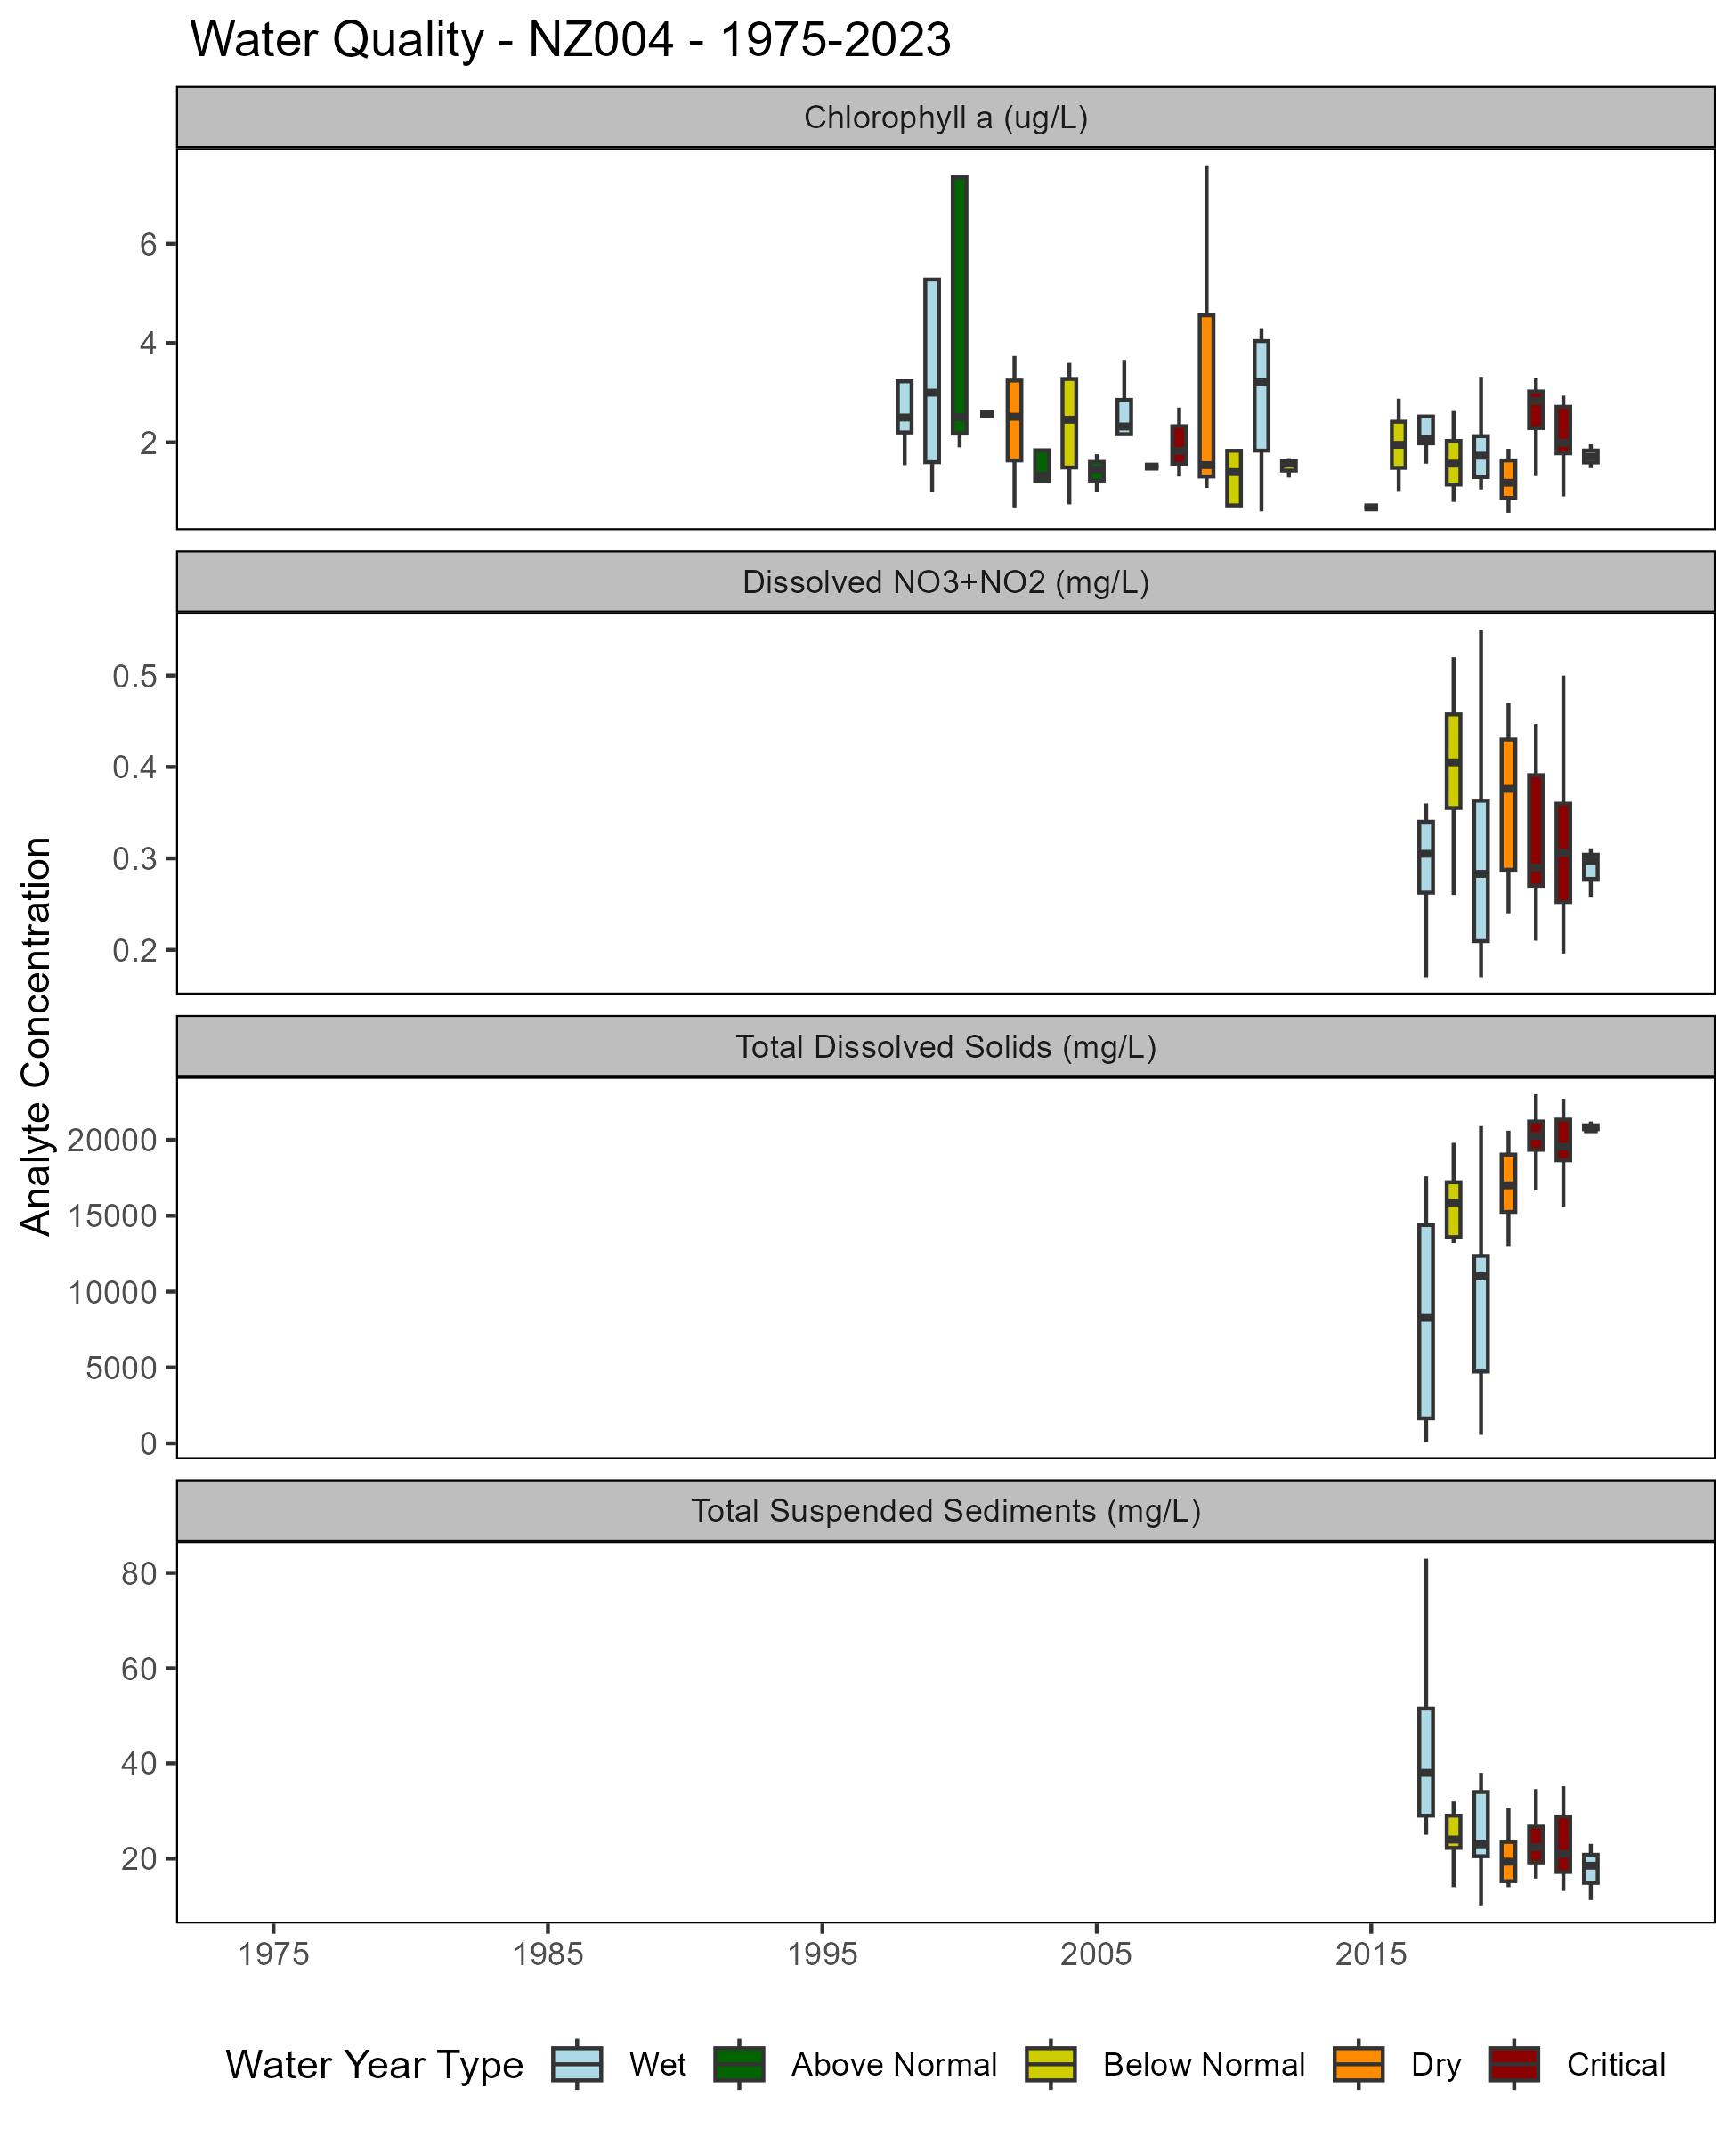 Water Quality - NZ004 - 1975-2023
Chlorophyll a (ug/L)
6
4
2
Dissolved NO3+NO2 (mg/L)
0.5
0.4
0.3
0.2
Total Dissolved Solids (mg/L)
20000
15000
10000
5000
0
Total Suspended Sediments (mg/L)
80
60
40
20
Analyte Concentration
1975 1985 1995 2005 2015
Water Year Type Wet Above Normal Below Normal Dry Critical